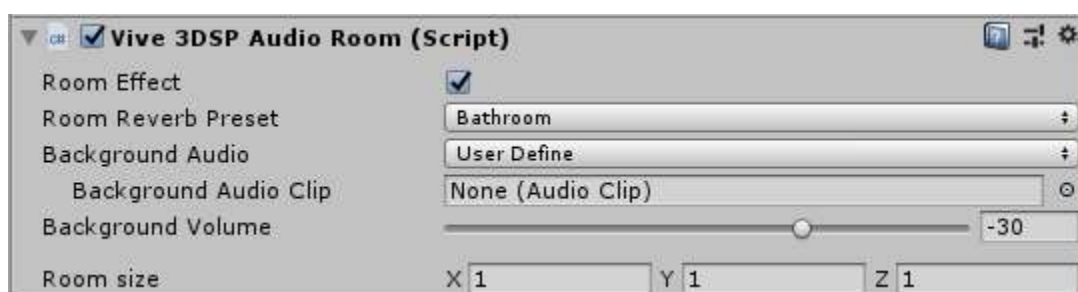 Vive 3DSP Audio Room (Script)
Room Effect
Room Reverb Preset Bathroom
Background Audio User Define
Background Audio Clip None (Audio Clip)
Background Volume -30
Room size X 1 Y 1 Z 1